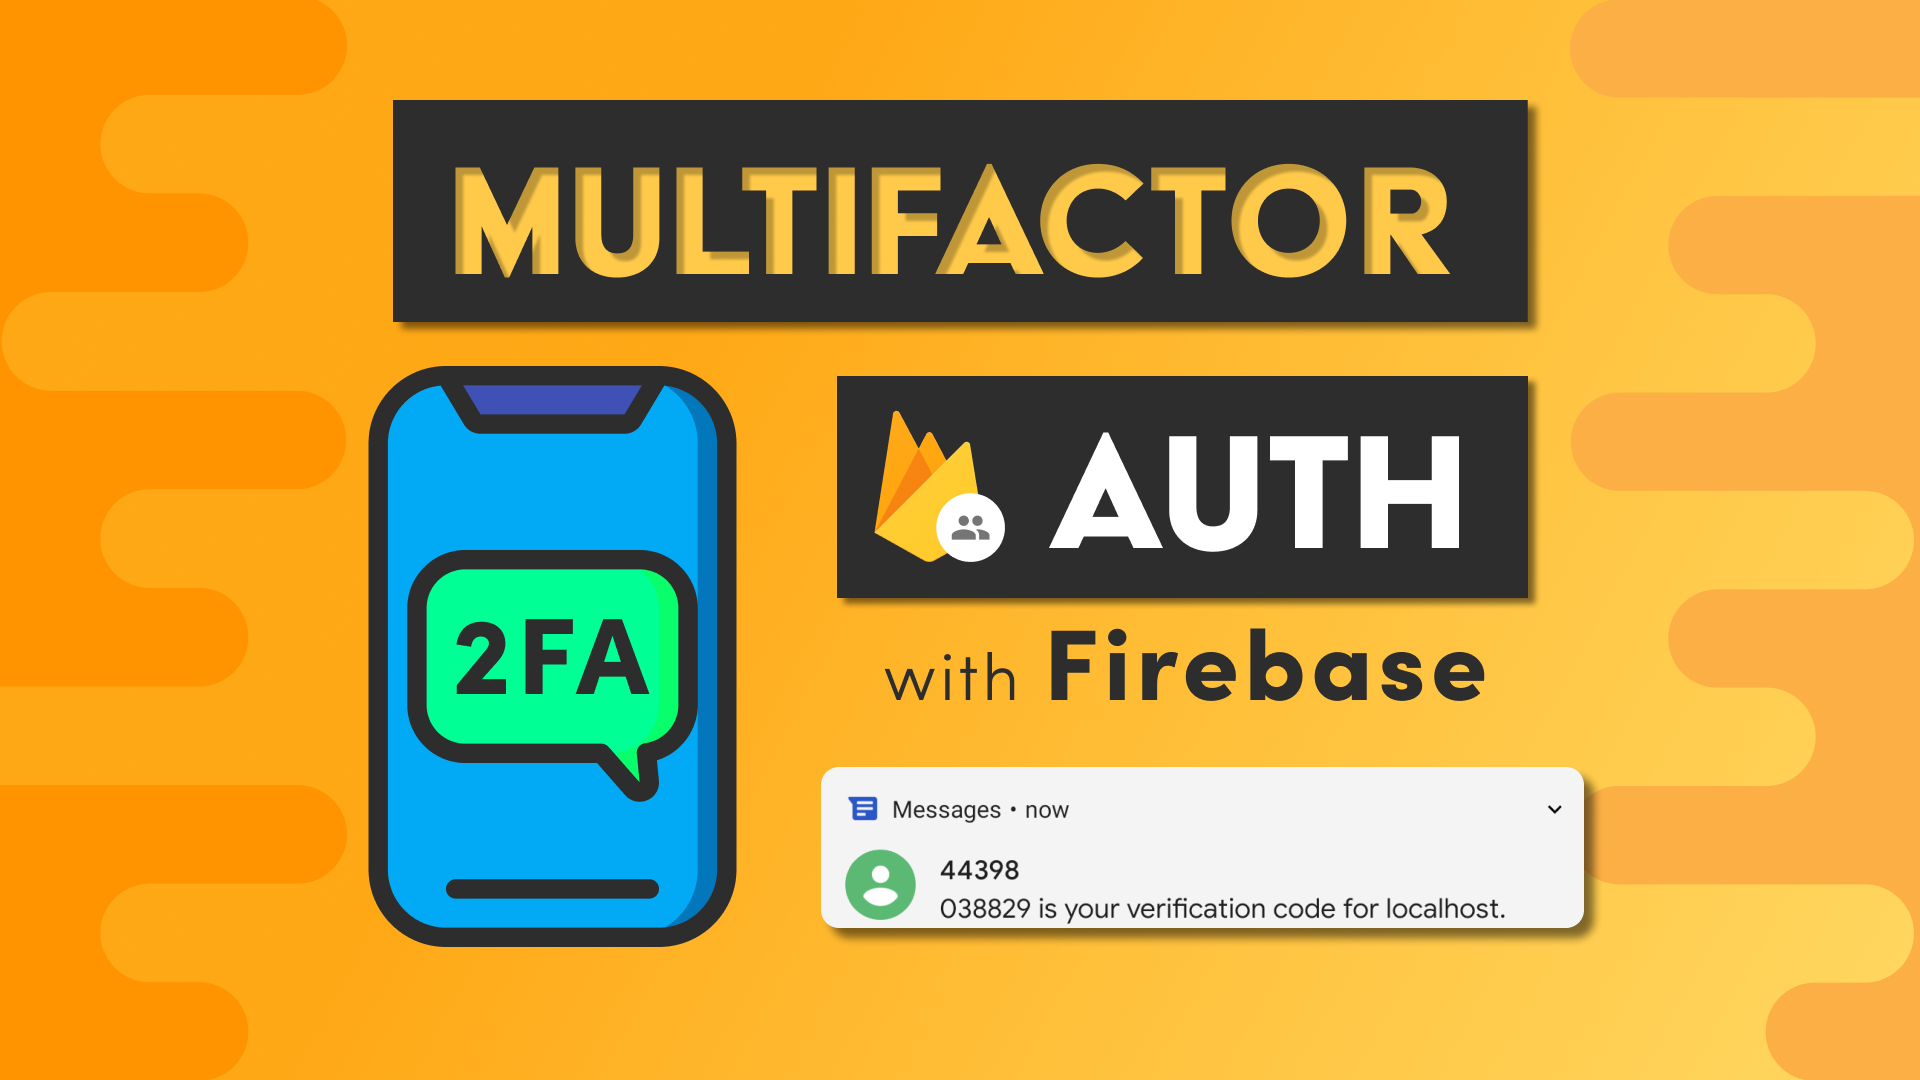 MULTIFACTOR
AUTH
with Firebase
2FA
Messages • now
44398
038829 is your verification code for localhost.